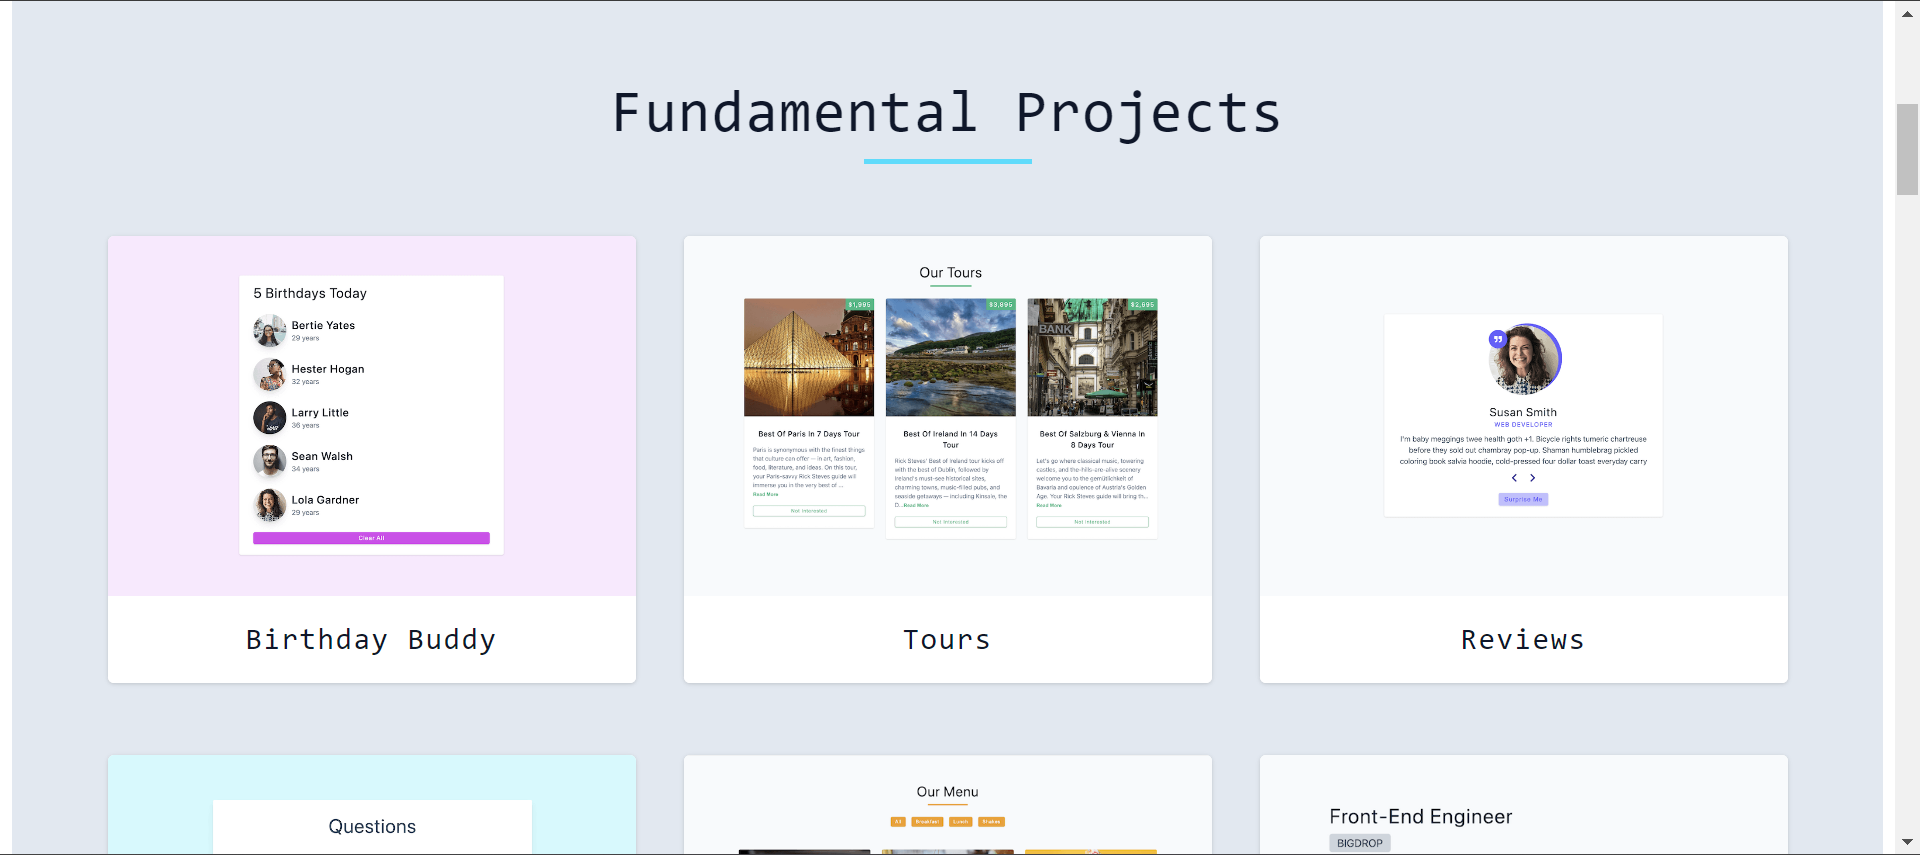 Fundamental Projects
5 Birthdays Today
Bertie Yates
29 years
Hester Hogan
32 years
Larry Little
36 years
Sean Walsh
34 years
Lola Gardner
29 years
Clear All
Birthday Buddy
Our Tours
$1,995
Best Of Paris In 7 Days Tour
Paris is synonymous with the finest things
that culture can offer — in art, fashion,
food, literature, and ideas. On this tour,
your Paris-savvy Rick Steves guide will
immerse you in the very best of ...
Read More
Not Interested
$3,895
Best Of Ireland In 14 Days
Tour
Rick Steves' Best of Ireland tour kicks off
with the best of Dublin, followed by
Ireland's must-see historical sites,
charming towns, music-filled pubs, and
seaside getaways — including Kinsale, the
D...Read More
Not Interested
$2,695
BANK
Best Of Salzburg & Vienna In
8 Days Tour
Let's go where classical music, towering
castles, and the-hills-are-alive scenery
welcome you to the gemütlichkeit of
Bavaria and opulence of Austria's Golden
Age. Your Rick Steves guide will bring th...
Read More
Not Interested
Tours
Susan Smith
WEB DEVELOPER
I'm baby meggings twee health goth +1. Bicycle rights tumeric chartreuse
before they sold out chambray pop-up. Shaman humblebrag pickled
coloring book salvia hoodie, cold-pressed four dollar toast everyday carry
Surprise Me
Reviews
Questions
Our Menu
All
Breakfast
Lunch
Shakes
Front-End Engineer
BIGDROP